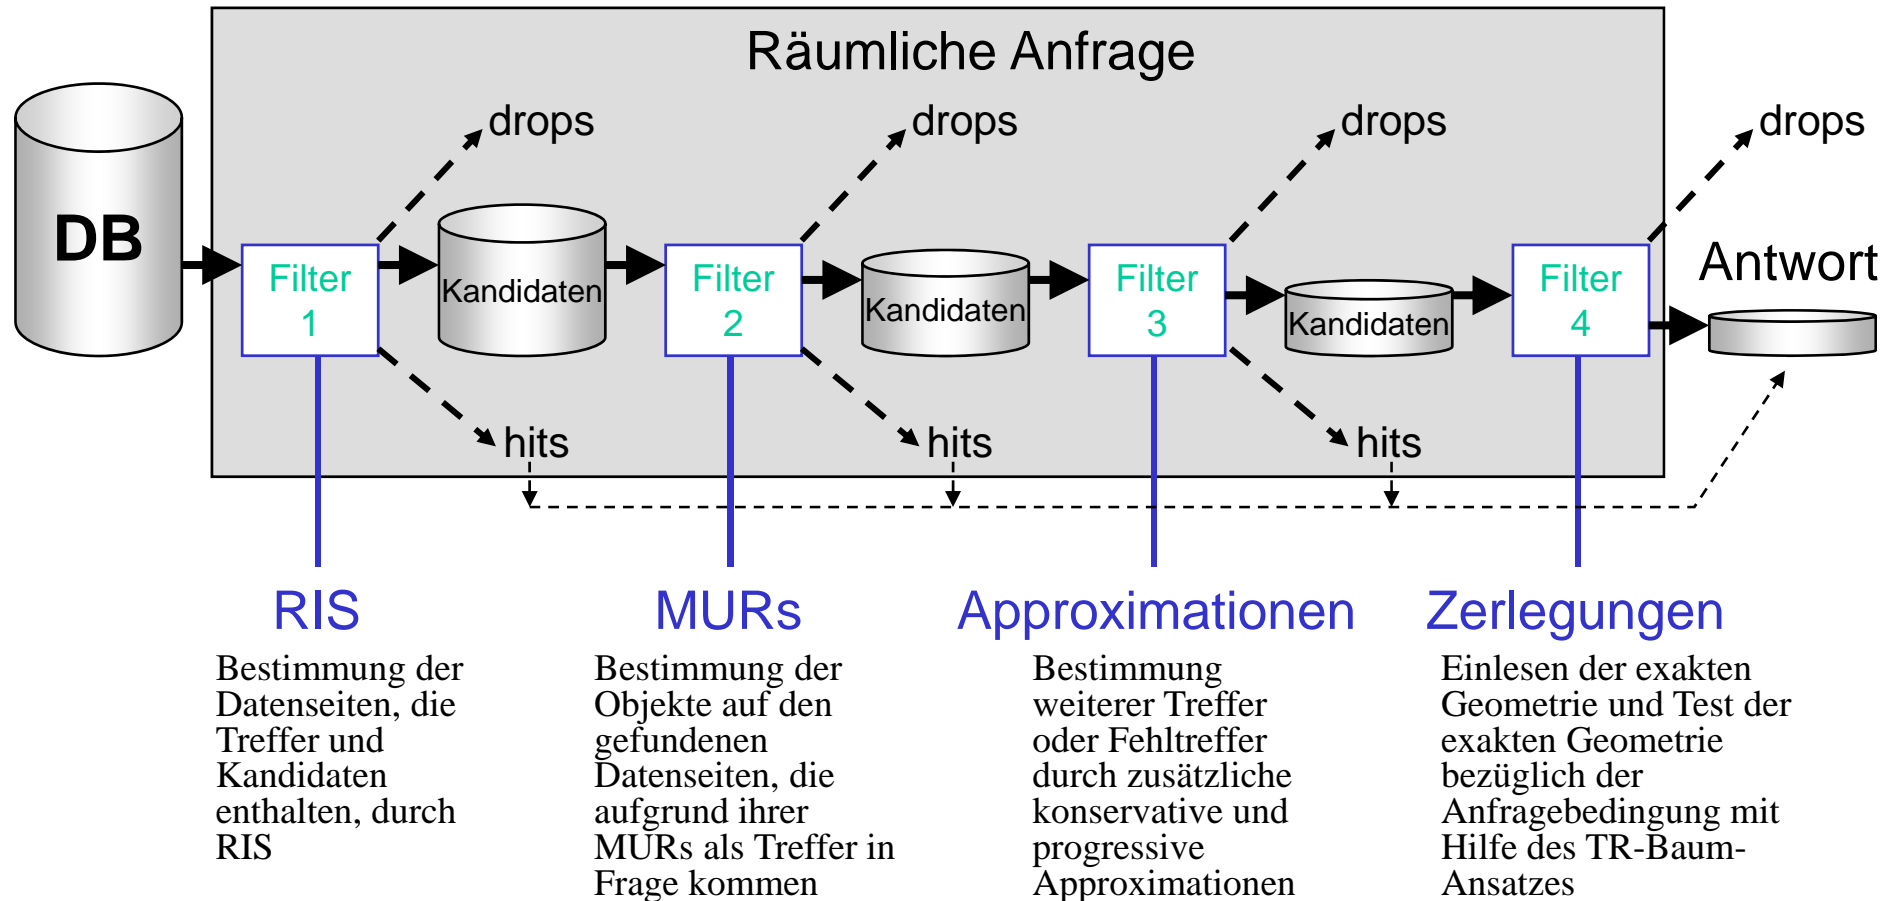 Räumliche Anfrage
drops
drops
drops
drops
DB
Filter
1
Kandidaten
Filter
2
Kandidaten
Filter
3
Kandidaten
Filter
4
Antwort
hits
hits
hits
RIS
Bestimmung der
Datenseiten, die
Treffer und
Kandidaten
enthalten, durch
RIS
MURs
Bestimmung der
Objekte auf den
gefundenen
Datenseiten, die
aufgrund ihrer
MURs als Treffer in
Frage kommen
Approximationen
Bestimmung
weiterer Treffer
oder Fehltreffer
durch zusätzliche
konservative und
progressive
Approximationen
Zerlegungen
Einlesen der exakten
Geometrie und Test der
exakten Geometrie
bezüglich der
Anfragebedingung mit
Hilfe des TR-Baum-
Ansatzes